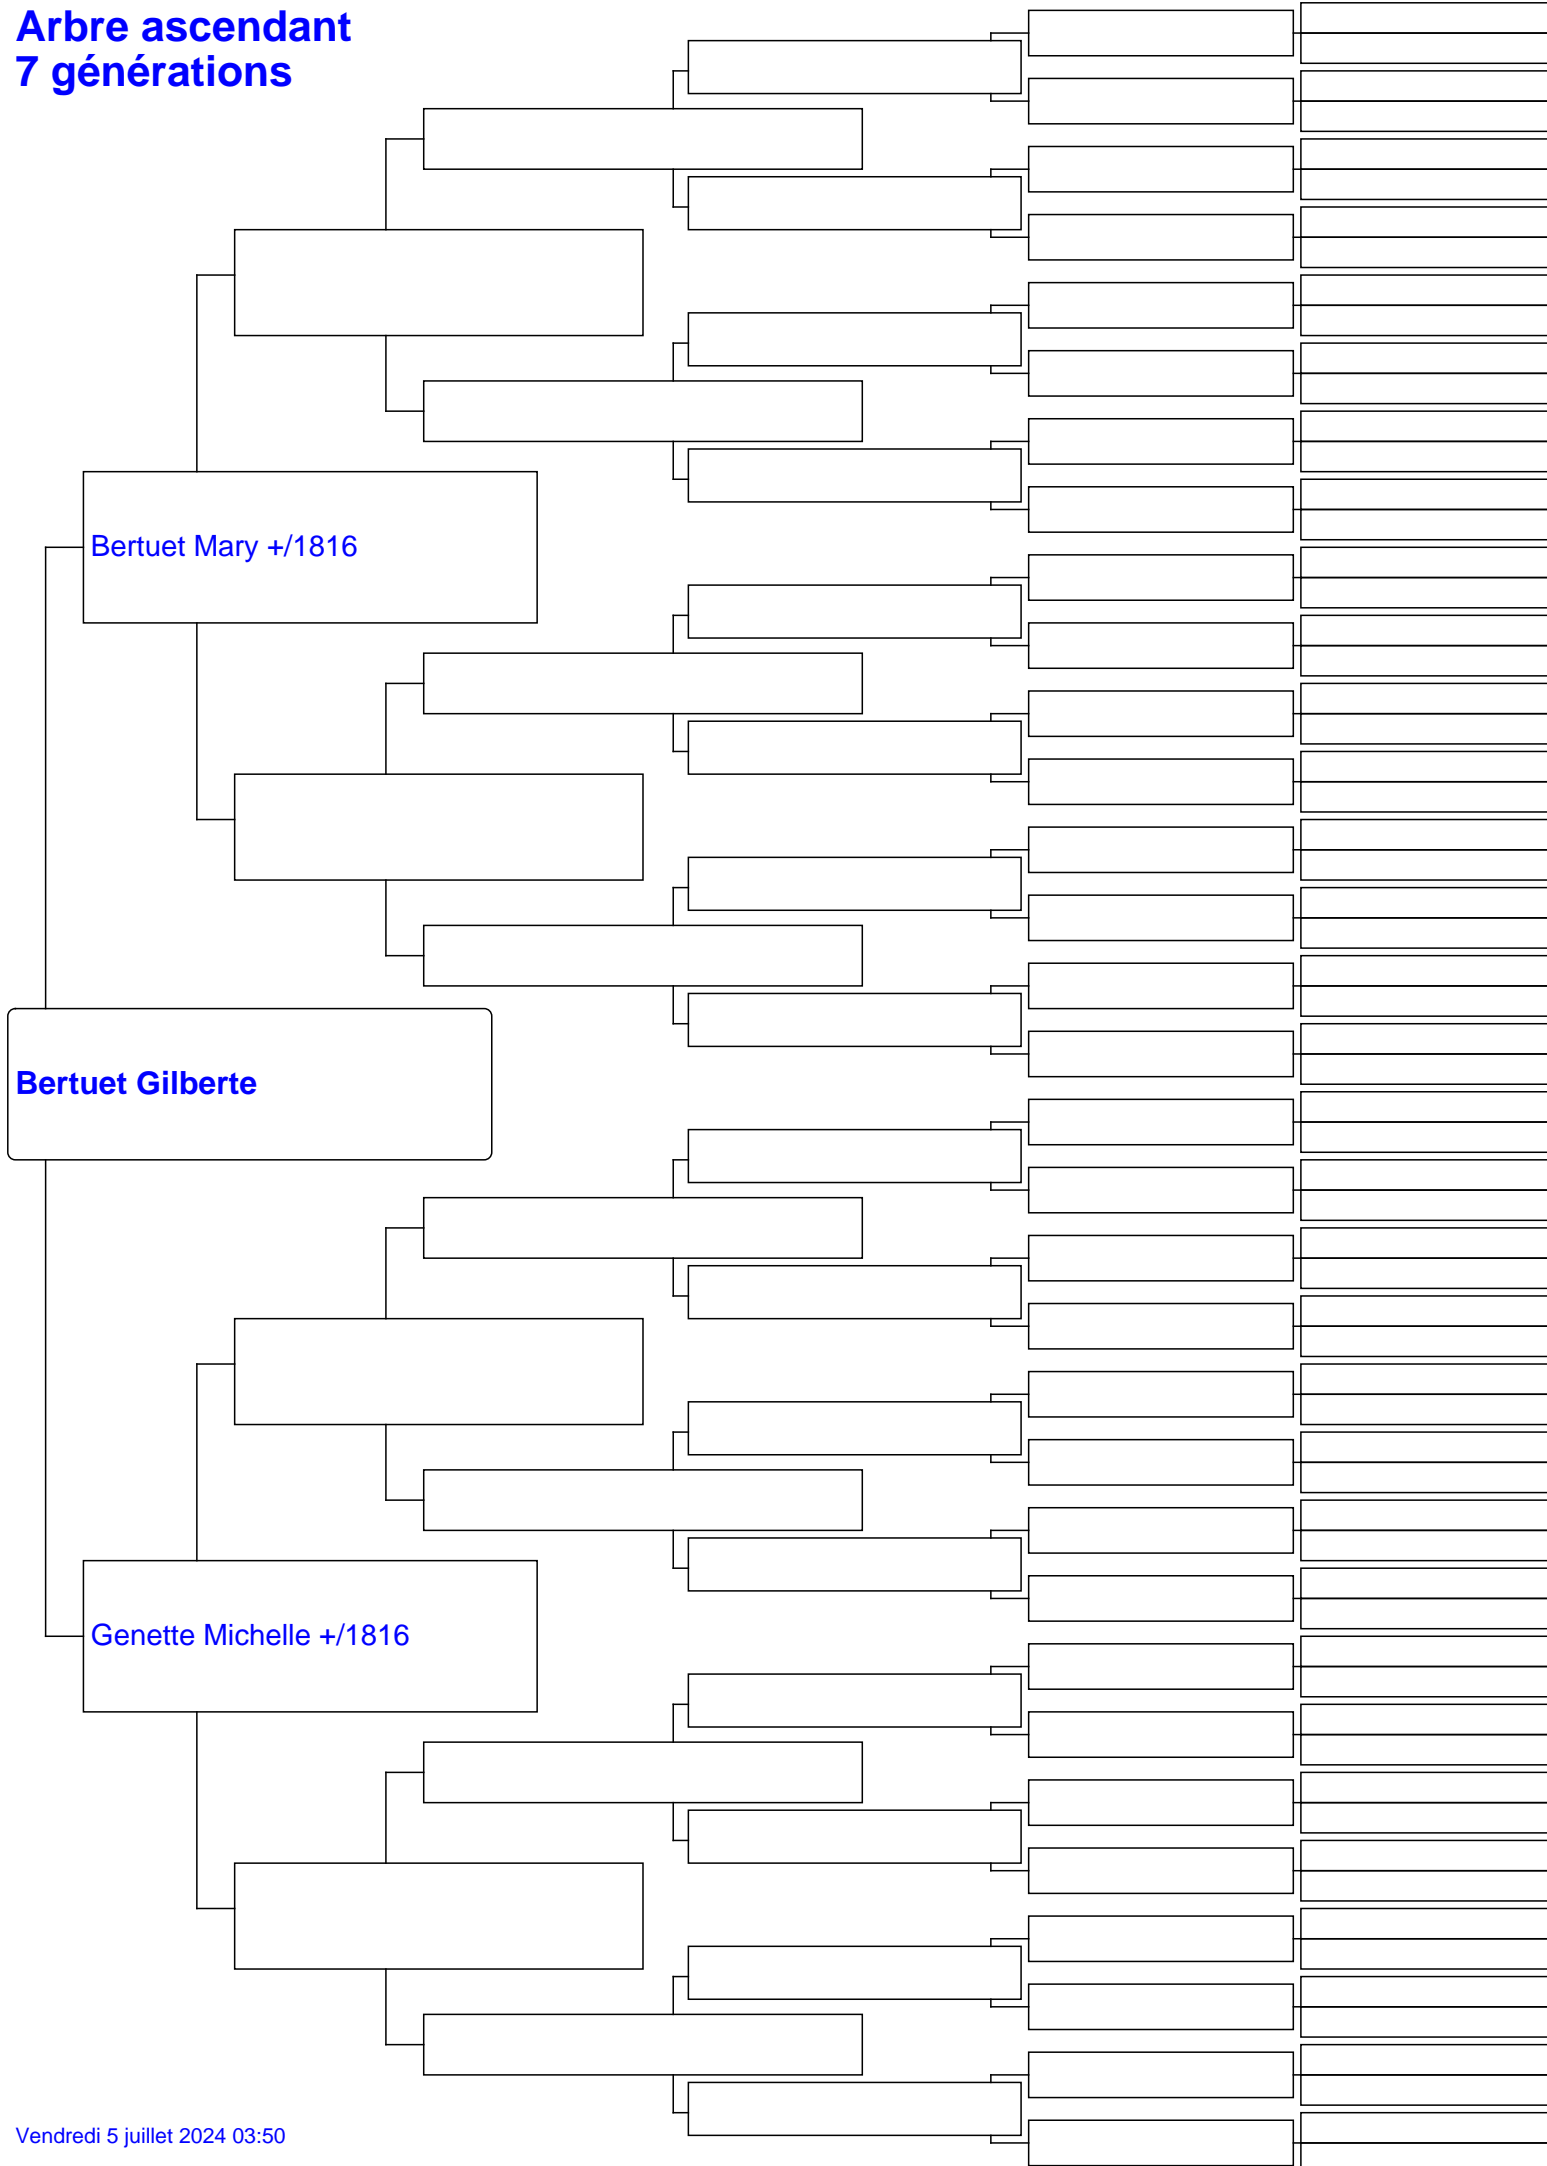 Arbre ascendant
7 générations
Bertuet Mary +/1816
Bertuet Gilberte
Genette Michelle +/1816
Vendredi 5 juillet 2024 03:50